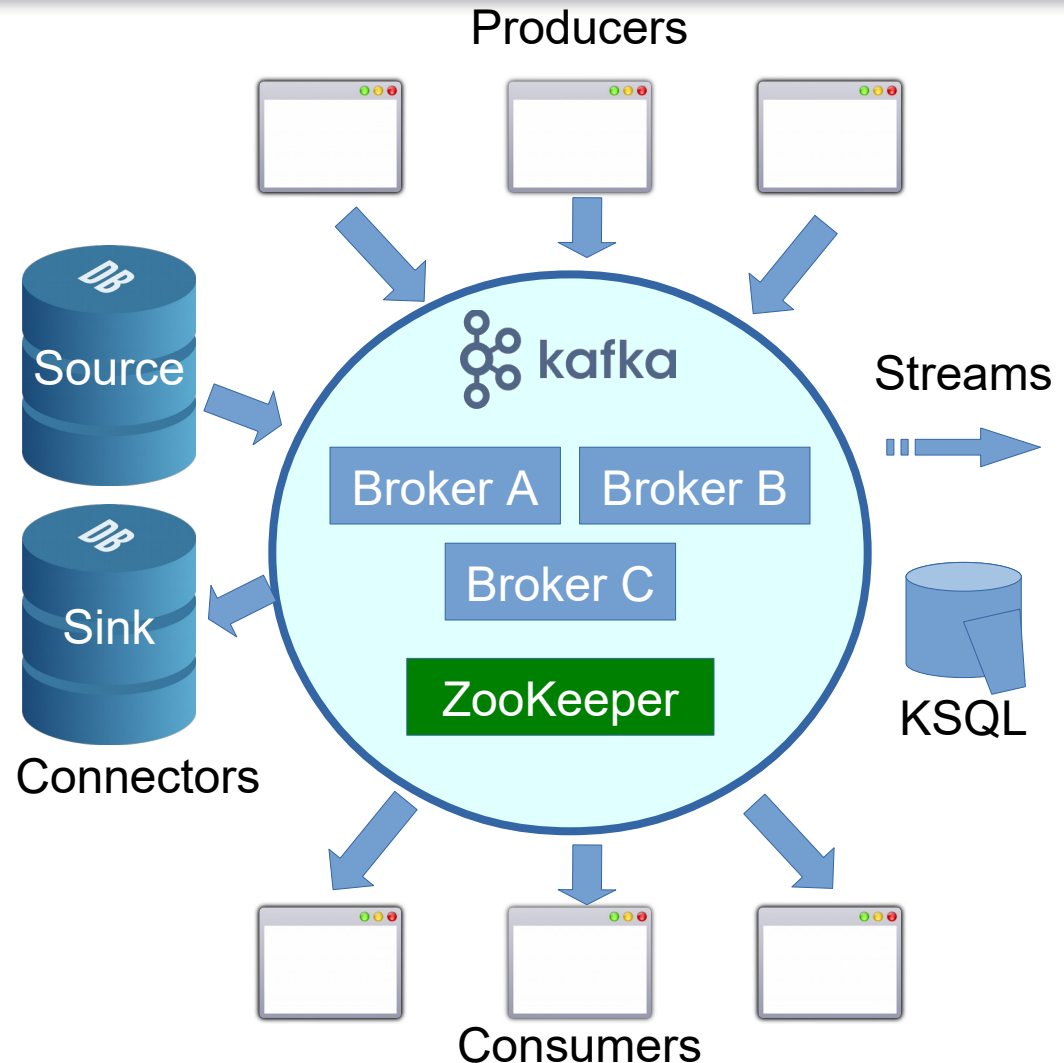 Producers
DB
Source
kafka
Streams
Broker A
Broker B
DB
Broker C
Sink
ZooKeeper
KSQL
Connectors
Consumers